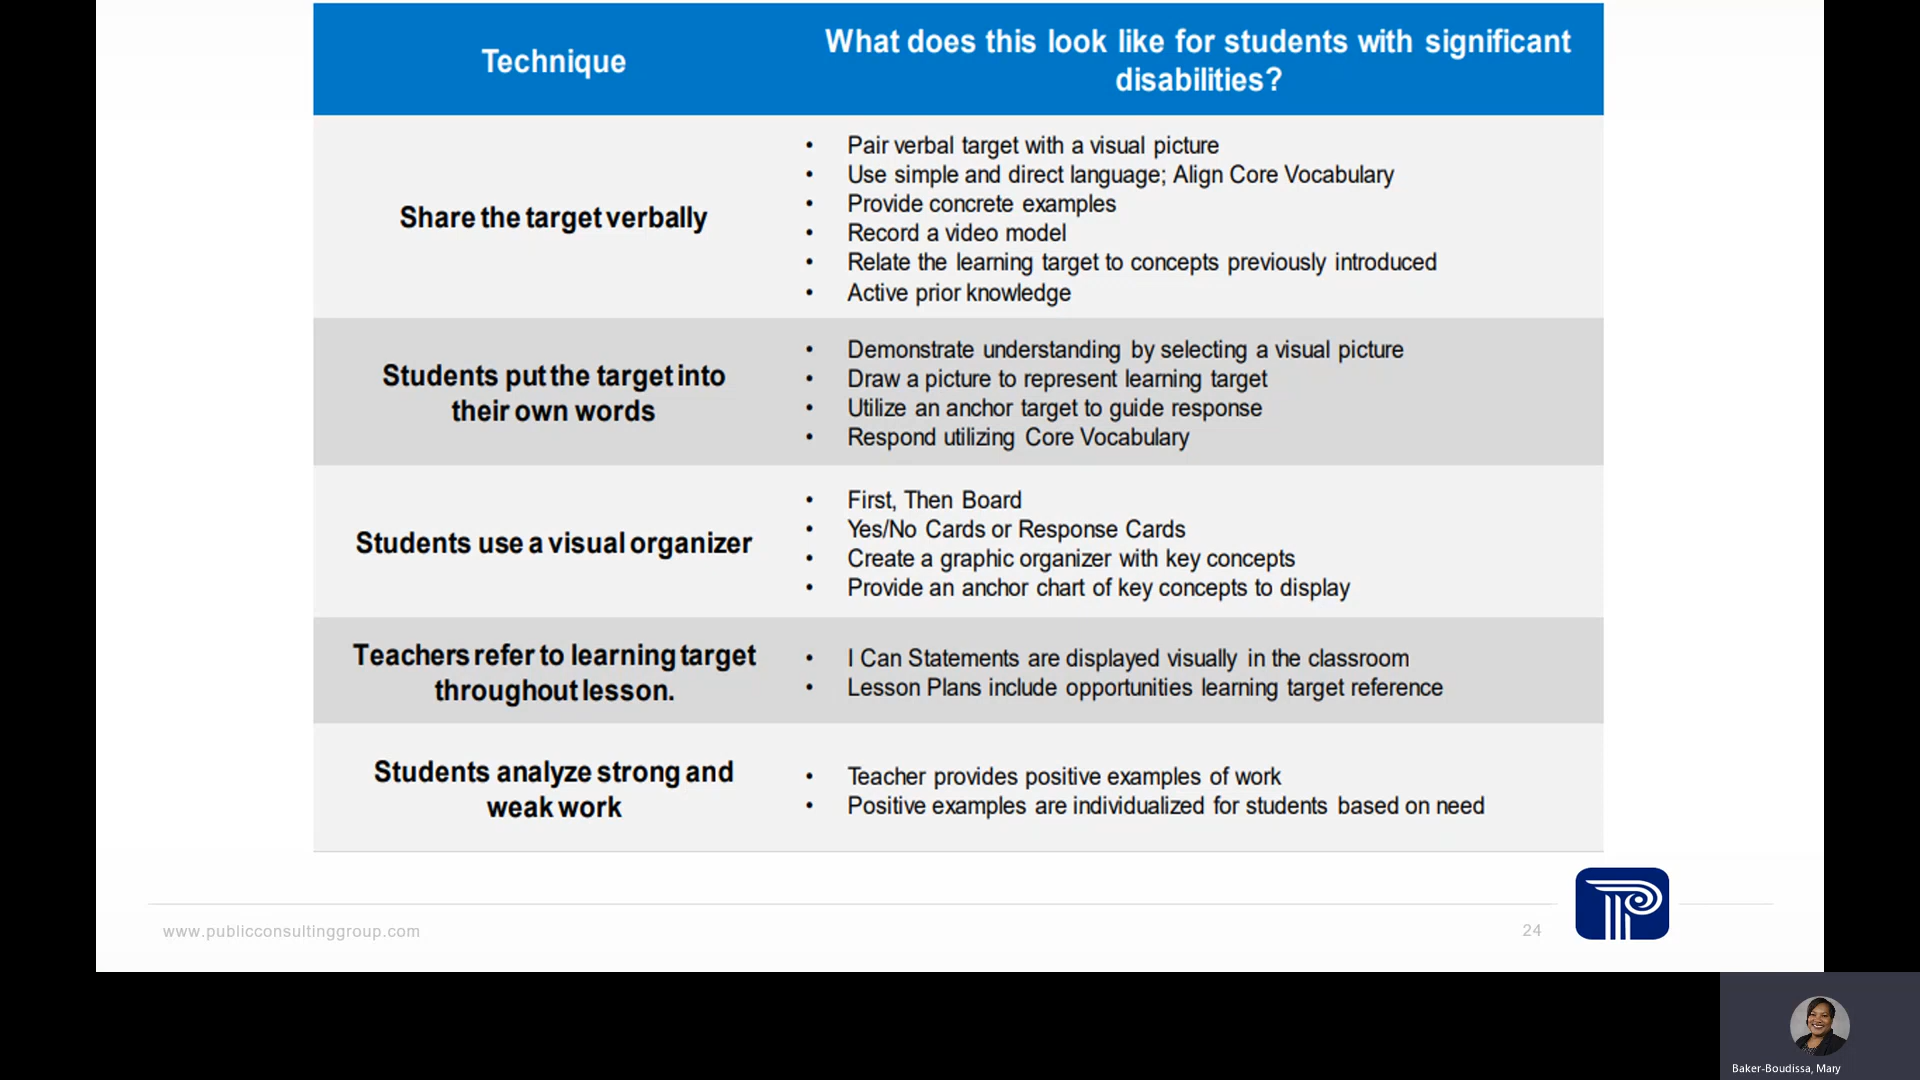 Technique
What does this look like for students with significant
disabilities?
Share the target verbally
• Pair verbal target with a visual picture
• Use simple and direct language; Align Core Vocabulary
• Provide concrete examples
• Record a video model
• Relate the learning target to concepts previously introduced
• Active prior knowledge
Students put the target into
their own words
• Demonstrate understanding by selecting a visual picture
• Draw a picture to represent learning target
• Utilize an anchor target to guide response
• Respond utilizing Core Vocabulary
Students use a visual organizer
• First, Then Board
• Yes/No Cards or Response Cards
• Create a graphic organizer with key concepts
• Provide an anchor chart of key concepts to display
Teachers refer to learning target
throughout lesson.
• I Can Statements are displayed visually in the classroom
• Lesson Plans include opportunities learning target reference
Students analyze strong and
weak work
• Teacher provides positive examples of work
• Positive examples are individualized for students based on need
www.publicconsultinggroup.com
24
Baker-Boudissa, Mary